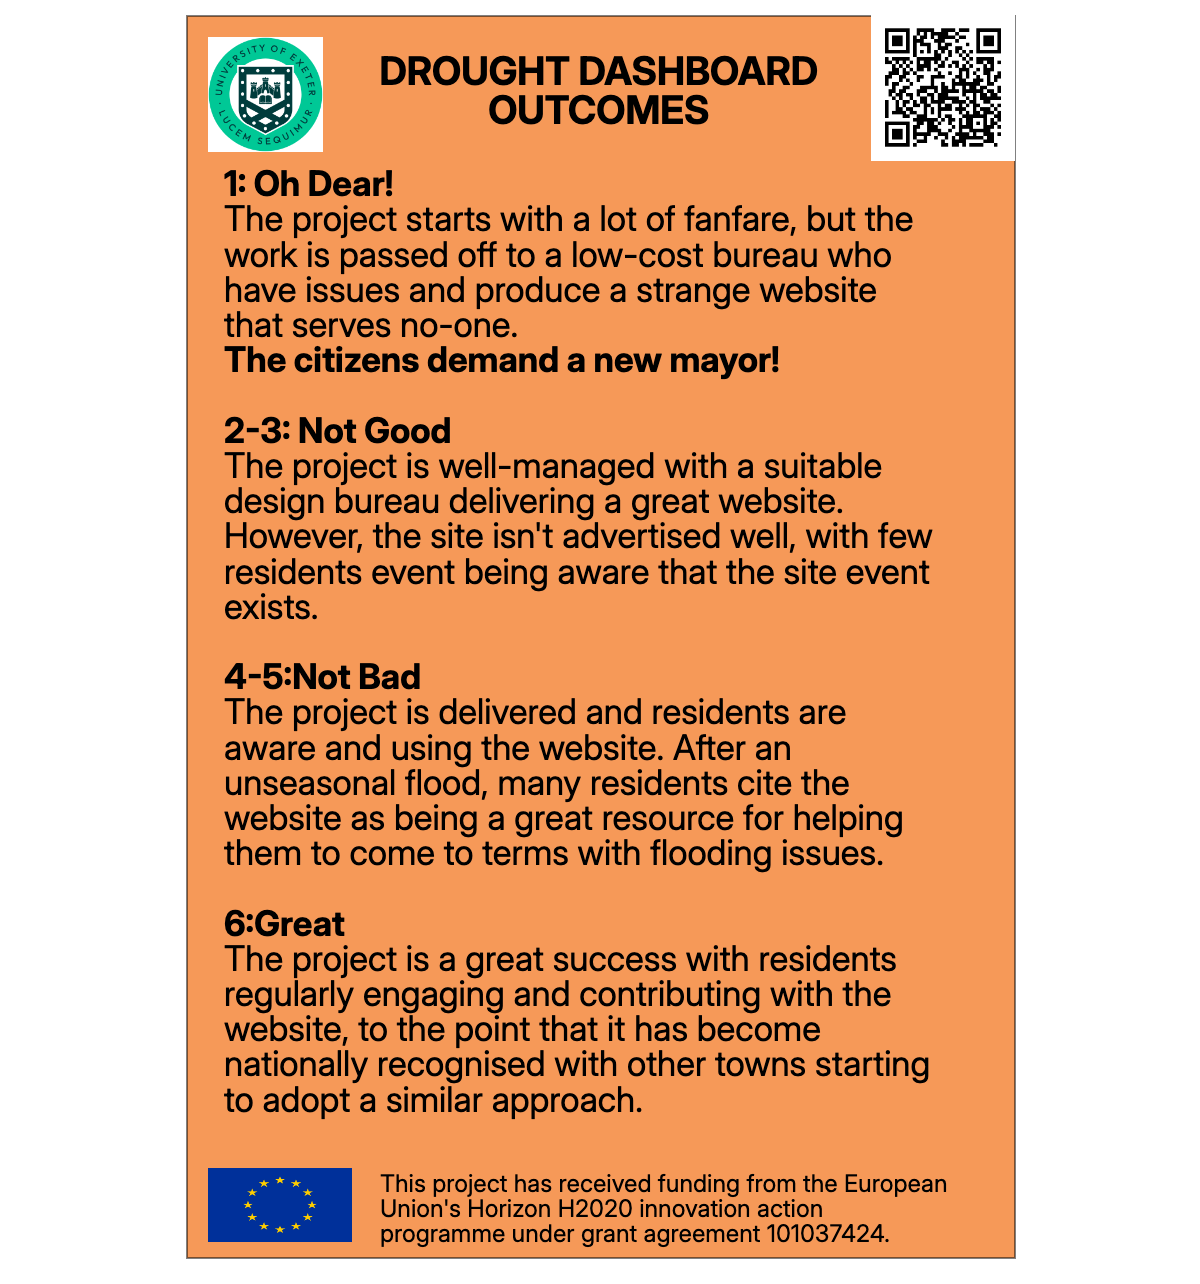 UNIVERSITY OF EXETER
LUCEM SEQUIMUR
DROUGHT DASHBOARD
OUTCOMES
1: Oh Dear!
The project starts with a lot of fanfare, but the
work is passed off to a low-cost bureau who
have issues and produce a strange website
that serves no-one.
The citizens demand a new mayor!
2-3: Not Good
The project is well-managed with a suitable
design bureau delivering a great website.
However, the site isn't advertised well, with few
residents event being aware that the site event
exists.
4-5:Not Bad
The project is delivered and residents are
aware and using the website. After an
unseasonal flood, many residents cite the
website as being a great resource for helping
them to come to terms with flooding issues.
6:Great
The project is a great success with residents
regularly engaging and contributing with the
website, to the point that it has become
nationally recognised with other towns starting
to adopt a similar approach.
This project has received funding from the European
Union's Horizon H2020 innovation action
programme under grant agreement 101037424.